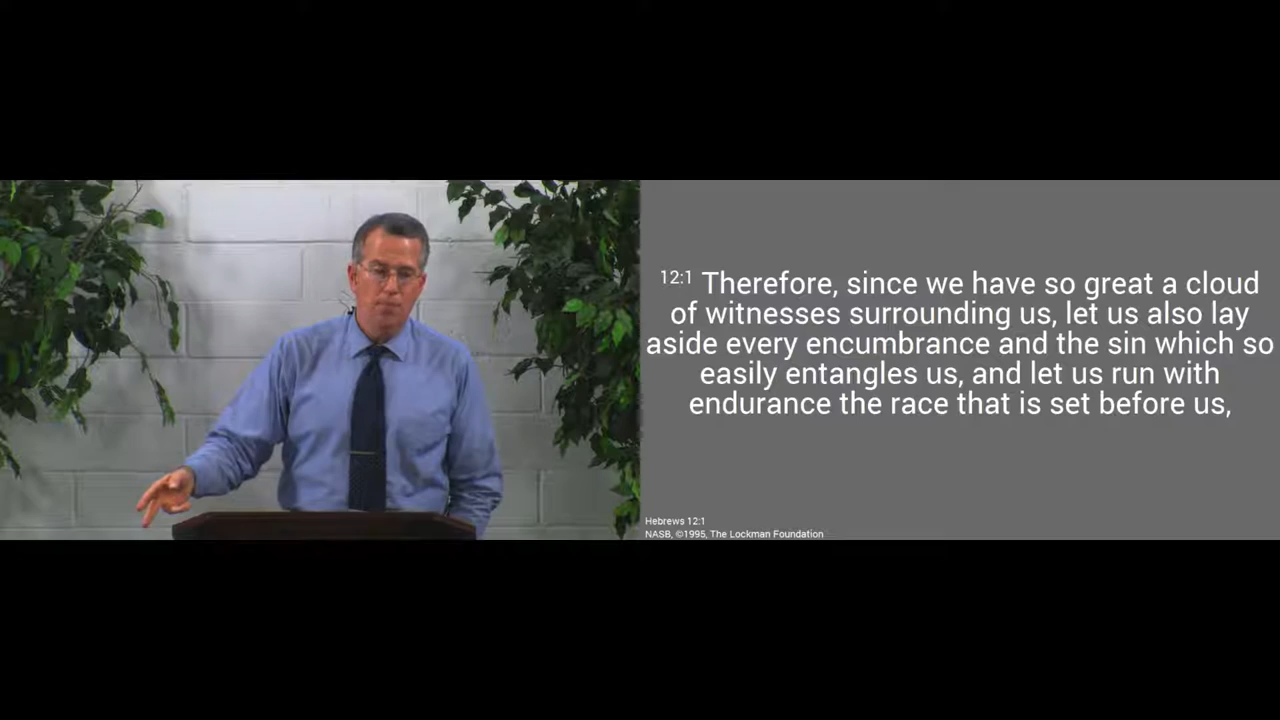 12:1 Therefore, since we have so great a cloud
of witnesses surrounding us, let us also lay
aside every encumbrance and the sin which so
easily entangles us, and let us run with
endurance the race that is set before us,
Hebrews 12:1
NASB, ©1995, The Lockman Foundation